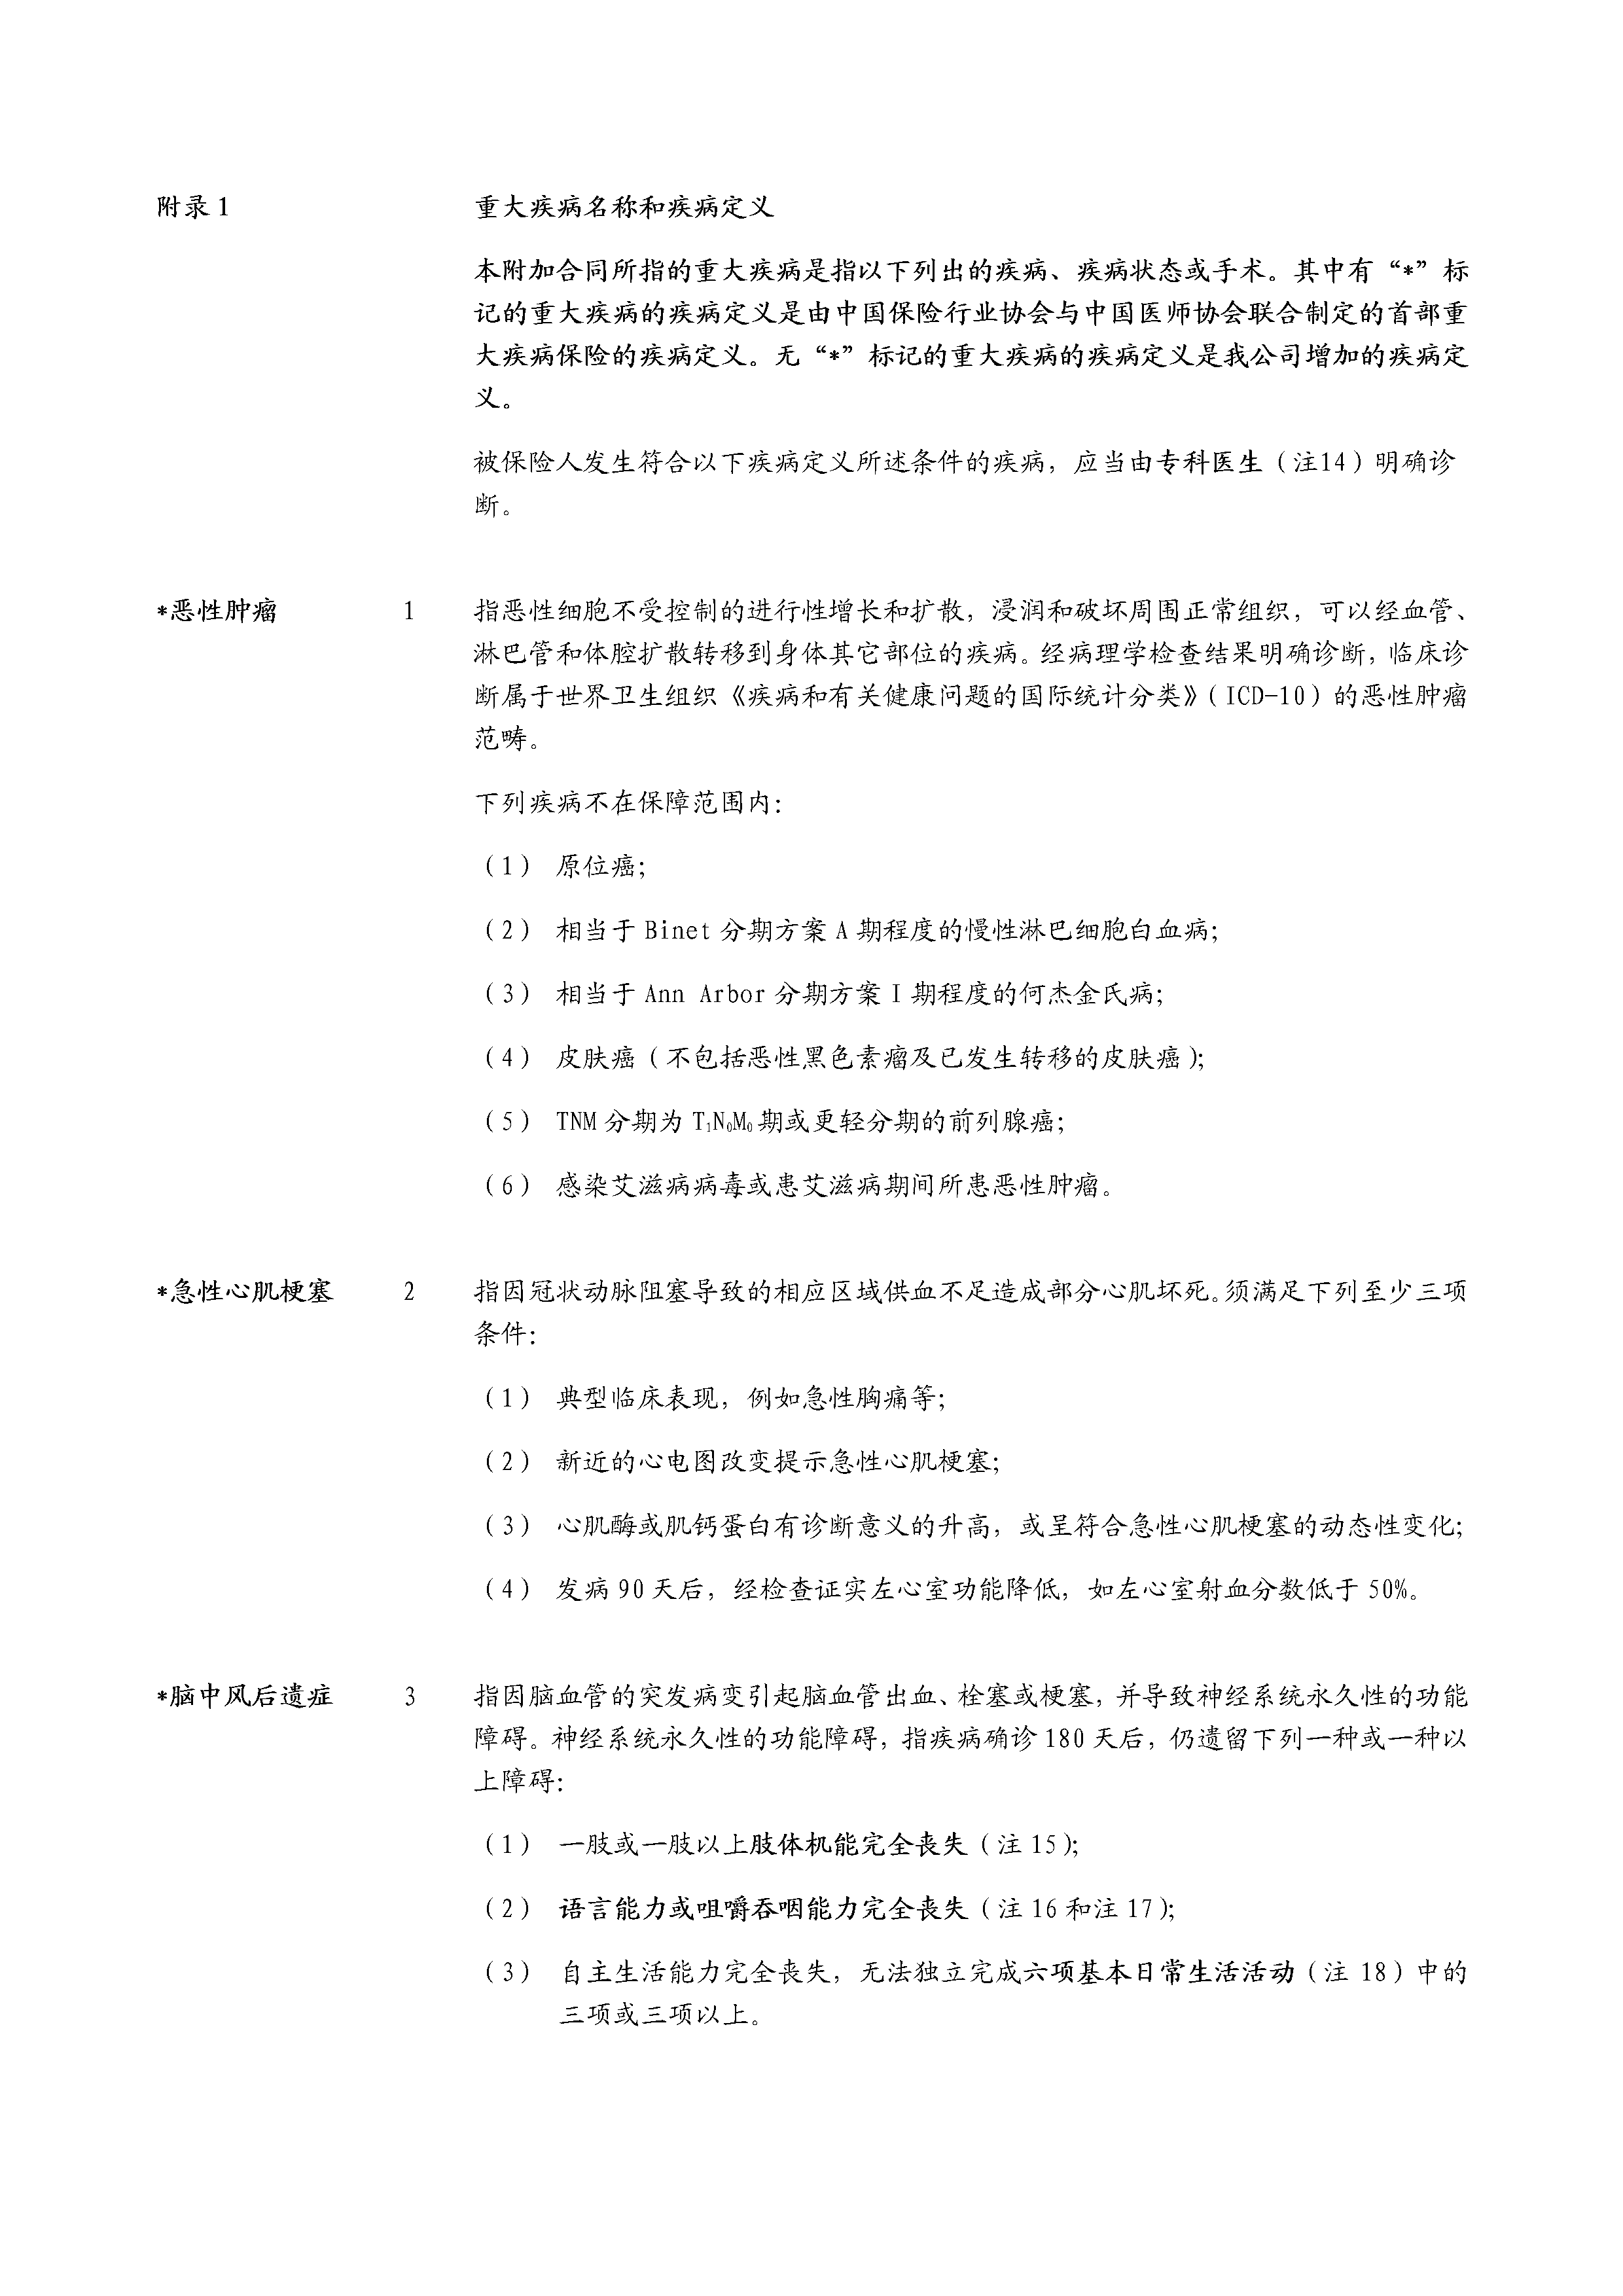 附录1 重大疾病名称和疾病定义
本附加合同所指的重大疾病是指以下列出的疾病、疾病状态或手术。其中有“*”标
记的重大疾病的疾病定义是由中国保险行业协会与中国医师协会联合制定的首部重
大疾病保险的疾病定义。无“*”标记的重大疾病的疾病定义是我公司增加的疾病定
义。
被保险人发生符合以下疾病定义所述条件的疾病，应当由专科医生（注14）明确诊
断。
*恶性肿瘤 1 指恶性细胞不受控制的进行性增长和扩散，浸润和破坏周围正常组织，可以经血管、
淋巴管和体腔扩散转移到身体其它部位的疾病。经病理学检查结果明确诊断，临床诊
断属于世界卫生组织《疾病和有关健康问题的国际统计分类》（ICD-10）的恶性肿瘤
范畴。
下列疾病不在保障范围内：
（1） 原位癌；
（2） 相当于 Binet 分期方案 A 期程度的慢性淋巴细胞白血病；
（3） 相当于 Ann Arbor 分期方案 I 期程度的何杰金氏病；
（4） 皮肤癌（不包括恶性黑色素瘤及已发生转移的皮肤癌）；
（5） TNM 分期为 T₁N₀M₀ 期或更轻分期的前列腺癌；
（6） 感染艾滋病病毒或患艾滋病期间所患恶性肿瘤。
*急性心肌梗塞 2 指因冠状动脉阻塞导致的相应区域供血不足造成部分心肌坏死。须满足下列至少三项
条件：
（1） 典型临床表现，例如急性胸痛等；
（2） 新近的心电图改变提示急性心肌梗塞；
（3） 心肌酶或肌钙蛋白有诊断意义的升高，或呈符合急性心肌梗塞的动态性变化；
（4） 发病 90 天后，经检查证实左心室功能降低，如左心室射血分数低于 50%。
*脑中风后遗症 3 指因脑血管的突发病变引起脑血管出血、栓塞或梗塞，并导致神经系统永久性的功能
障碍。神经系统永久性的功能障碍，指疾病确诊 180 天后，仍遗留下列一种或一种以
上障碍：
（1） 一肢或一肢以上肢体机能完全丧失（注 15）；
（2） 语言能力或咀嚼吞咽能力完全丧失（注 16 和注 17）；
（3） 自主生活能力完全丧失，无法独立完成六项基本日常生活活动（注 18）中的
三项或三项以上。